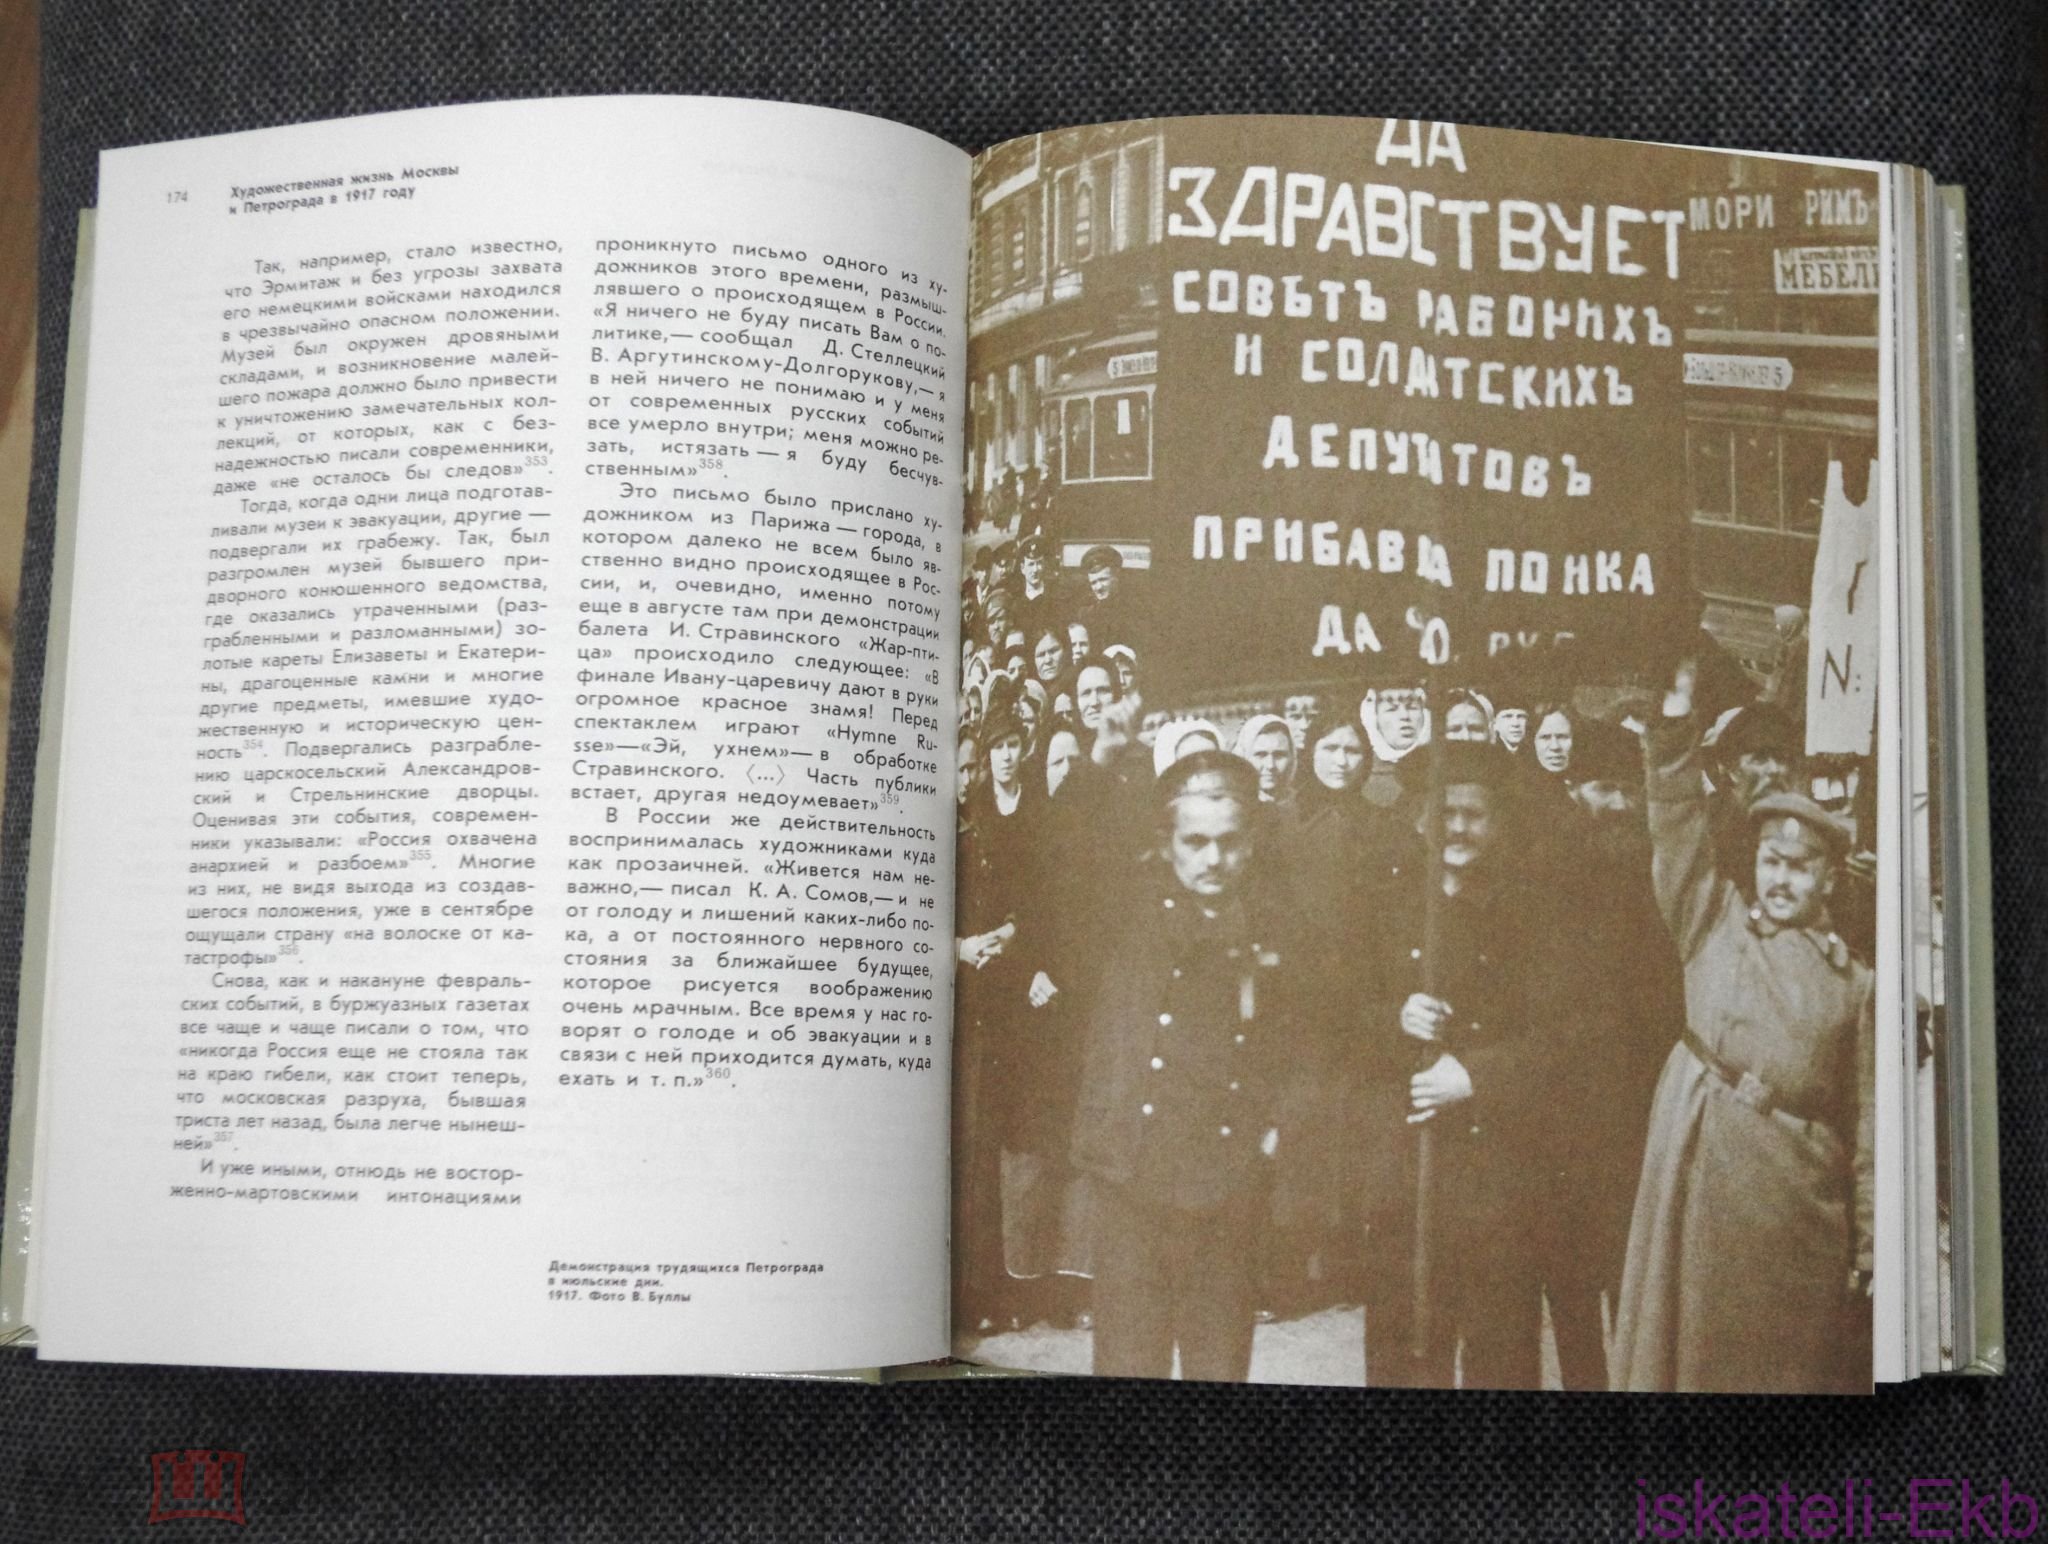 174
Художественная жизнь Москвы
и Петрограда в 1917 году
Так, например, стало известно,
что Эрмитаж и без угрозы захвата
его немецкими войсками находился
в чрезвычайно опасном положении.
Музей был окружен дровяными
складами, и возникновение малей-
шего пожара должно было привести
к уничтожению замечательных кол-
лекций, от которых, как с без-
надежностью писали современники,
даже «не осталось бы следов»353.
Тогда, когда одни лица подготав-
ливали музеи к эвакуации, другие —
подвергали их грабежу. Так, был
разгромлен музей бывшего при-
дворного конюшенного ведомства,
где оказались утраченными (раз-
грабленными и разломанными) зо-
лотые кареты Елизаветы и Екатери-
ны, драгоценные камни и многие
другие предметы, имевшие худо-
жественную и историческую цен-
ность354. Подвергались разграбле-
нию царскосельский Александров-
ский и Стрельнинские дворцы.
Оценивая эти события, современ-
ники указывали: «Россия охвачена
анархией и разбоем»355. Многие
из них, не видя выхода из создав-
шегося положения, уже в сентябре
ощущали страну «на волоске от ка-
тастрофы»356.
Снова, как и накануне февраль-
ских событий, в буржуазных газетах
все чаще и чаще писали о том, что
«никогда Россия еще не стояла так
на краю гибели, как стоит теперь,
что московская разруха, бывшая
триста лет назад, была легче нынеш-
ней»357.
И уже иными, отнюдь не востор-
женно-мартовскими интонациями
проникнуто письмо одного из ху-
дожников этого времени, размыш-
лявшего о происходящем в России.
«Я ничего не буду писать Вам о по-
литике,— сообщал Д. Стеллецкий
В. Аргутинскому-Долгорукову,— я
в ней ничего не понимаю и у меня
от современных русских событий
все умерло внутри; меня можно ре-
зать, истязать — я буду бесчув-
ственным»358.
Это письмо было прислано ху-
дожником из Парижа — города, в
котором далеко не всем было яв-
ственно видно происходящее в Рос-
сии, и, очевидно, именно потому
еще в августе там при демонстрации
балета И. Стравинского «Жар-пти-
ца» происходило следующее: «В
финале Ивану-царевичу дают в руки
огромное красное знамя! Перед
спектаклем играют «Hymne Ru-
sse»—«Эй, ухнем»— в обработке
Стравинского. ⟨...⟩ Часть публики
встает, другая недоумевает»359.
В России же действительность
воспринималась художниками куда
как прозаичней. «Живется нам не-
важно,— писал К. А. Сомов,— и не
от голоду и лишений каких-либо по-
ка, а от постоянного нервного со-
стояния за ближайшее будущее,
которое рисуется воображению
очень мрачным. Все время у нас го-
ворят о голоде и об эвакуации и в
связи с ней приходится думать, куда
ехать и т. п.»360.
Демонстрация трудящихся Петрограда
в июльские дни.
1917. Фото В. Буллы
ДА
ЗДРАВСТВУЕТ
СОВѢТЪ РАБОЧИХЪ
И СОЛДАТСКИХЪ
ДЕПУТАТОВЪ
ПРИБАВКА ПОЙКА
ДА
МОРИ РИМЪ
МЕБЕЛИ
5
iskateli-Ekb